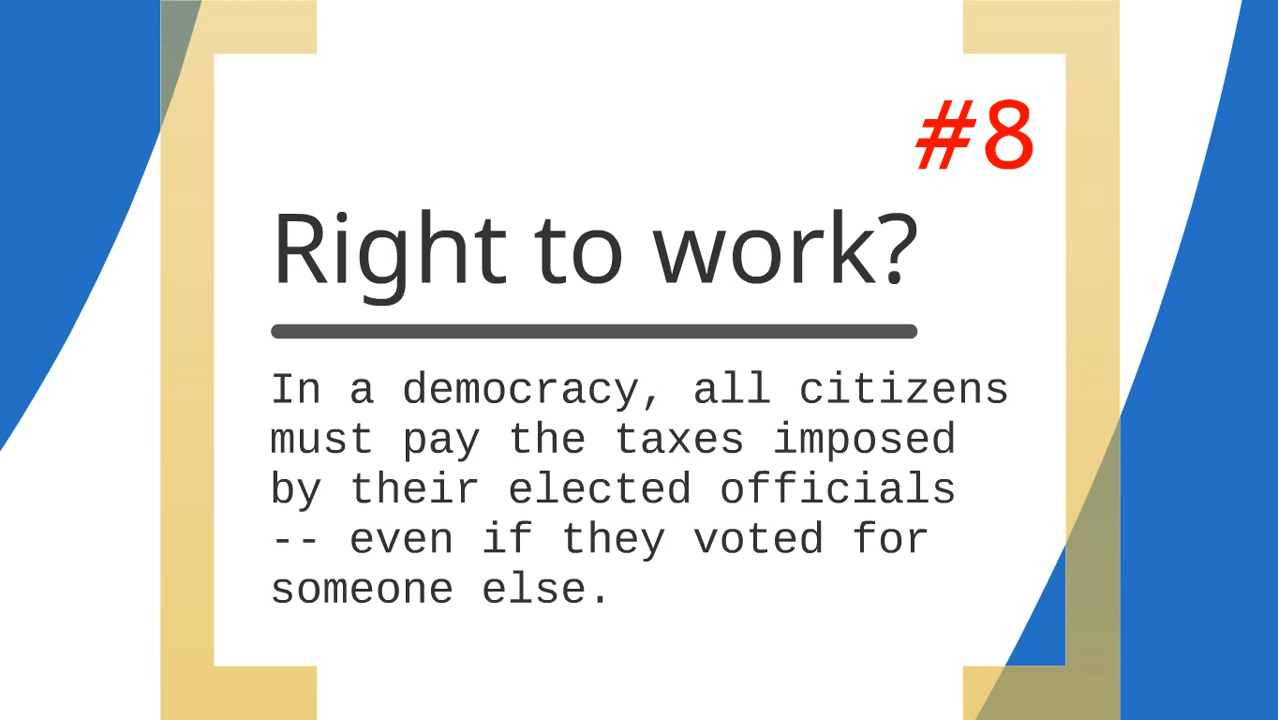 #8
Right to work?
In a democracy, all citizens
must pay the taxes imposed
by their elected officials
-- even if they voted for
someone else.